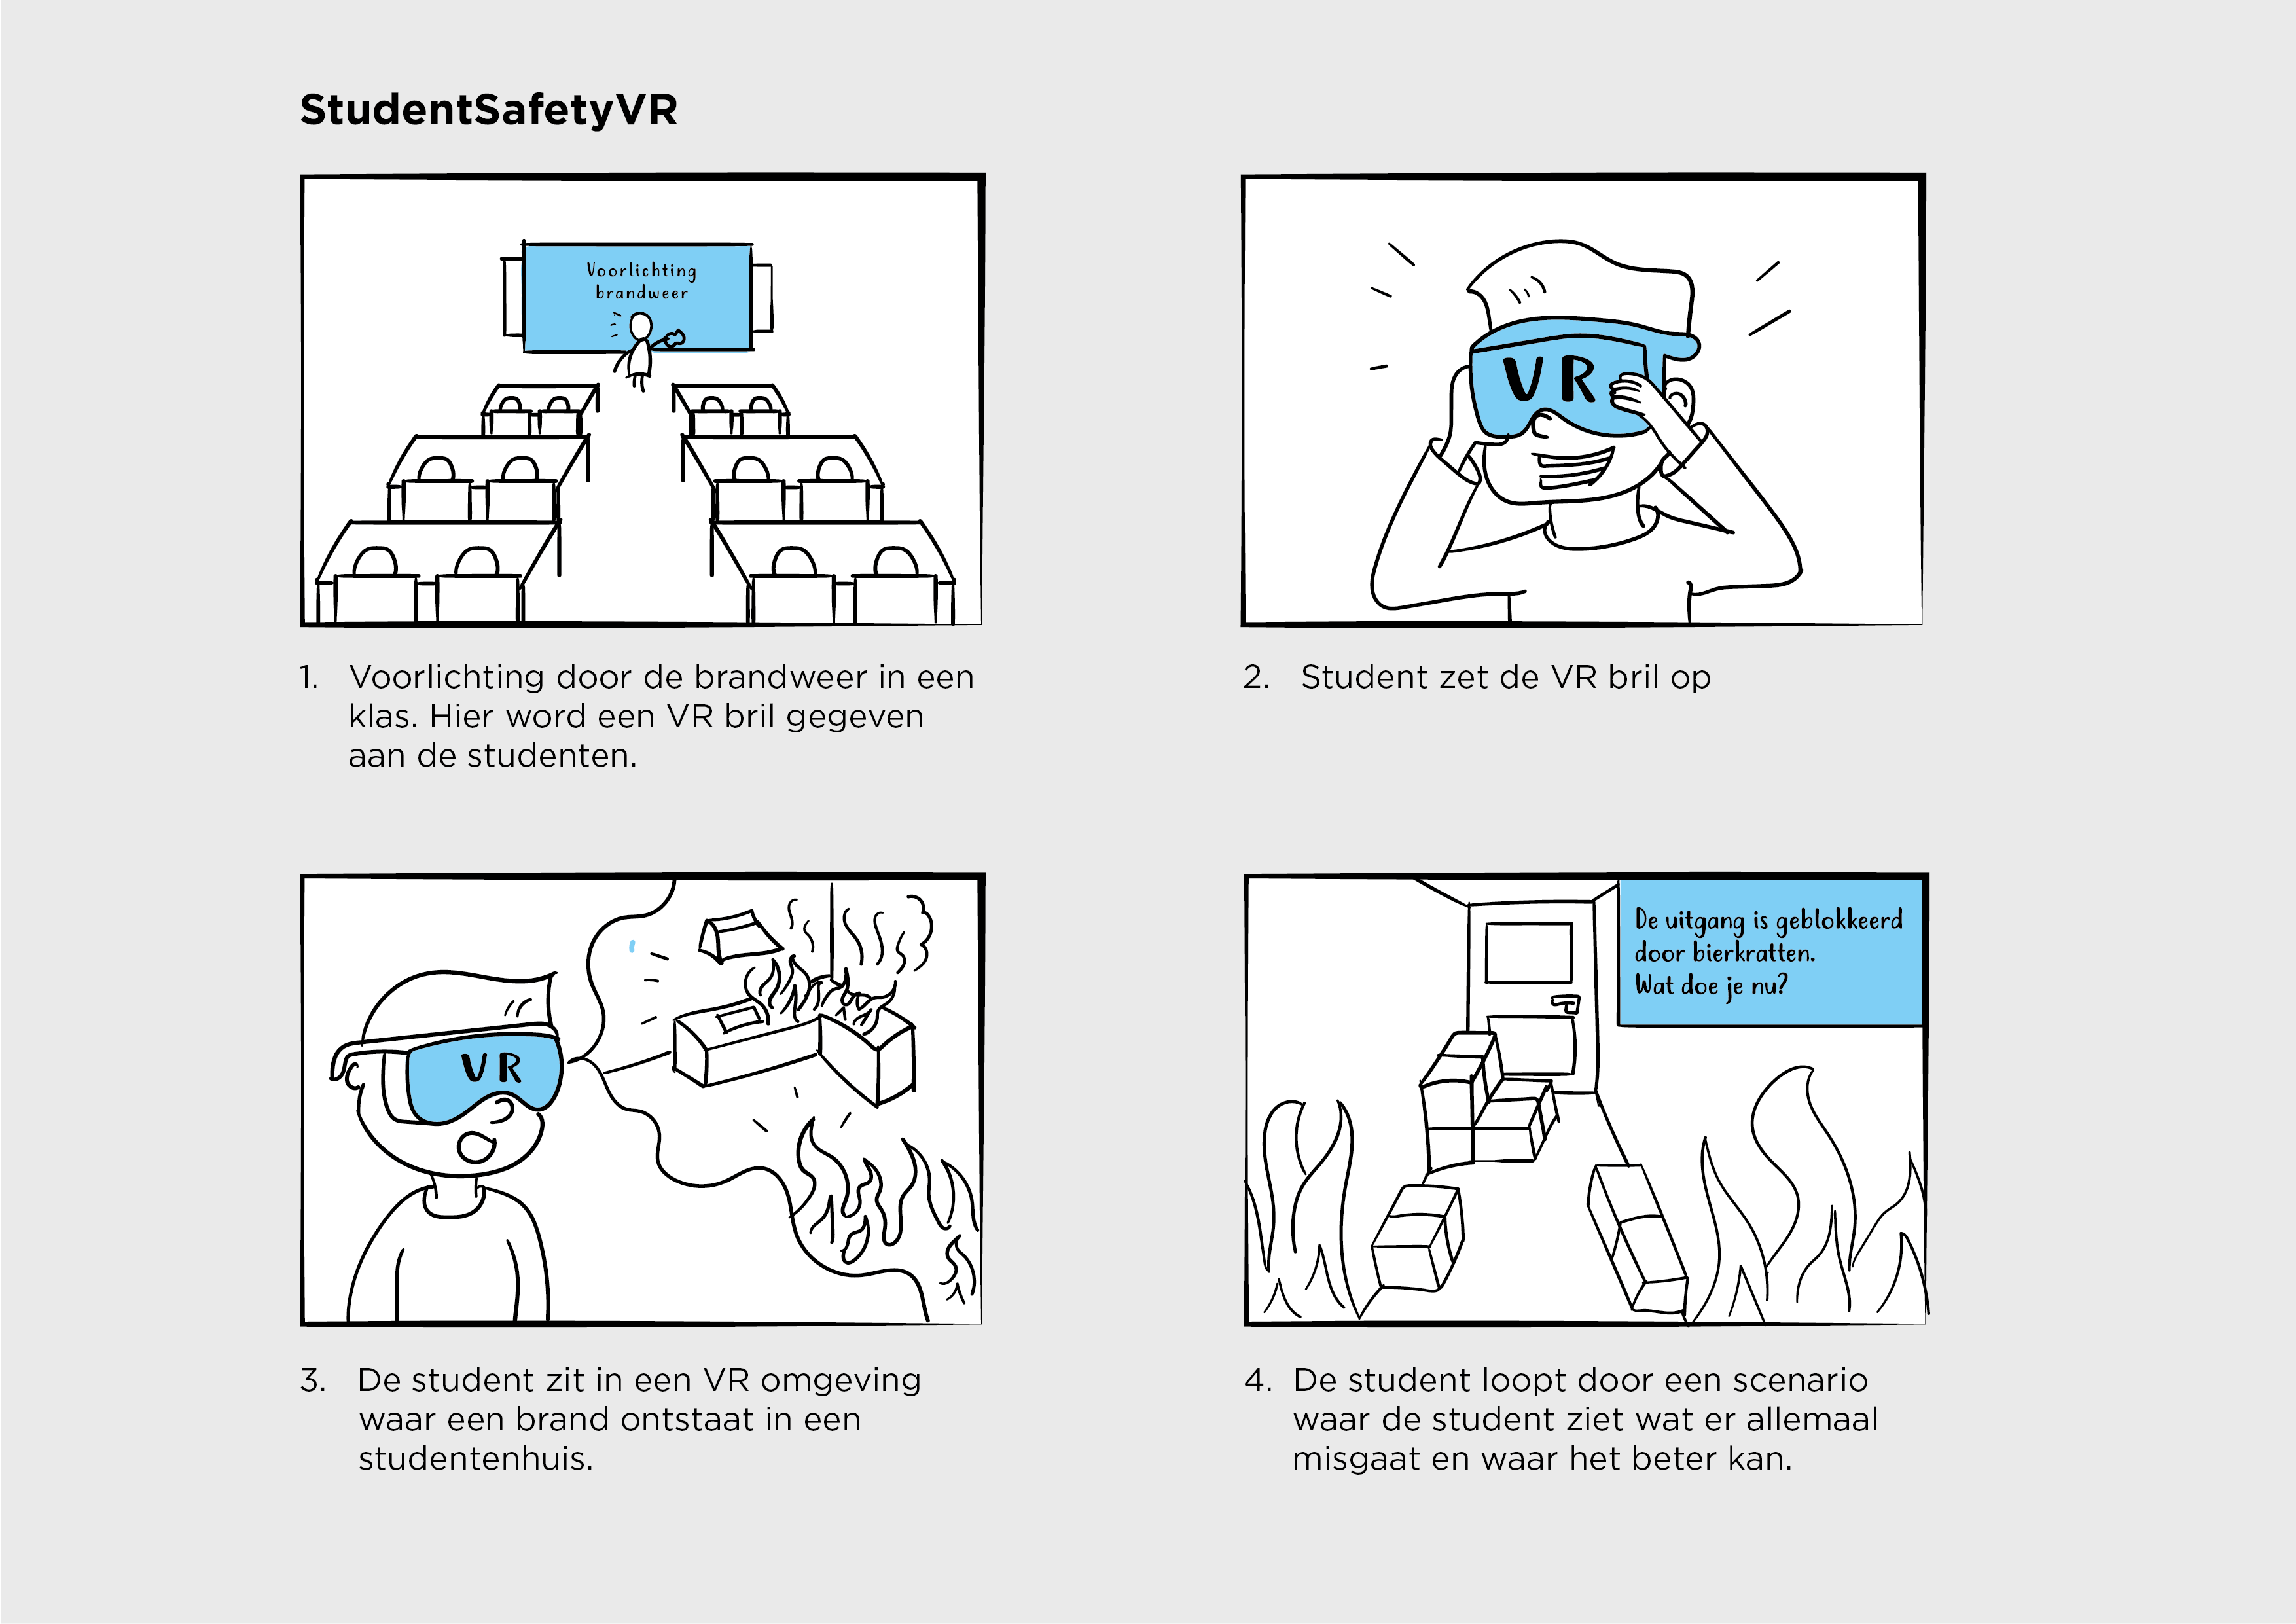 StudentSafetyVR
Voorlichting
brandweer
VR
1. Voorlichting door de brandweer in een
klas. Hier word een VR bril gegeven
aan de studenten.
2. Student zet de VR bril op
VR
De uitgang is geblokkeerd
door bierkratten.
Wat doe je nu?
3. De student zit in een VR omgeving
waar een brand ontstaat in een
studentenhuis.
4. De student loopt door een scenario
waar de student ziet wat er allemaal
misgaat en waar het beter kan.